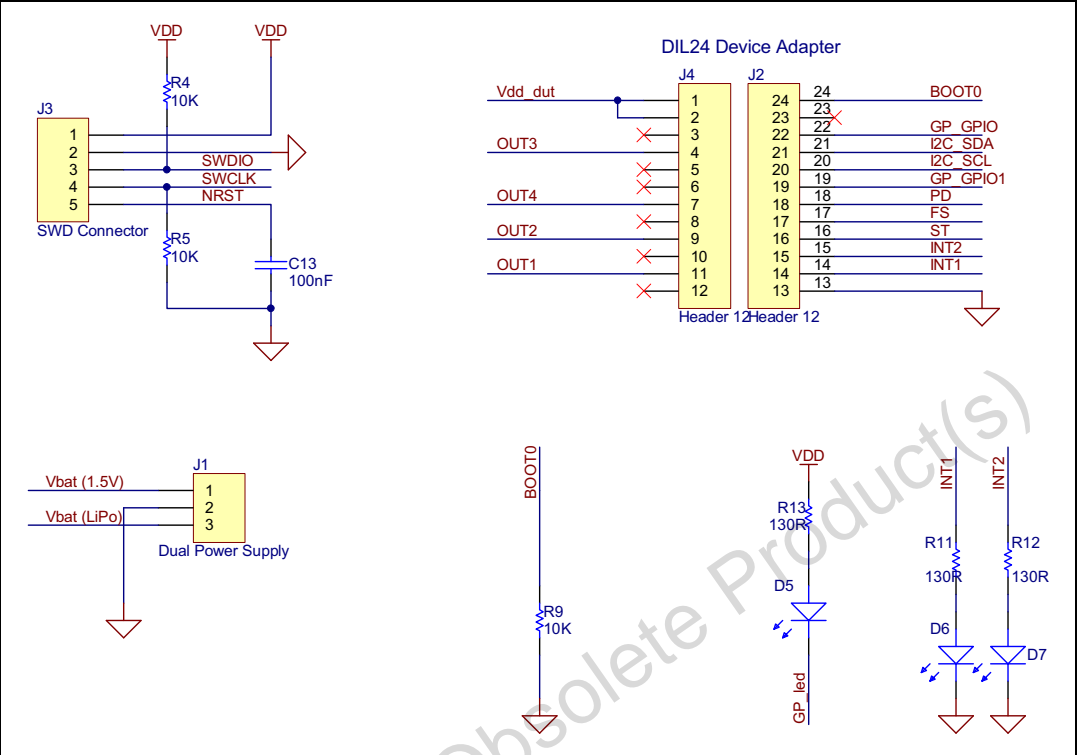 VDD
VDD
R4
10K
J3
1
2
3
4
5
SWDIO
SWCLK
NRST
SWD Connector
R5
10K
C13
100nF
DIL24 Device Adapter
J4
J2
Vdd_dut
OUT3
OUT4
OUT2
OUT1
1
2
3
4
5
6
7
8
9
10
11
12
Header 12
24
23
22
21
20
19
18
17
16
15
14
13
Header 12
24
23
22
21
20
19
18
17
16
15
14
13
BOOT0
GP_GPIO
I2C_SDA
I2C_SCL
GP_GPIO1
PD
FS
ST
INT2
INT1
J1
Vbat (1.5V)
Vbat (LiPo)
1
2
3
Dual Power Supply
BOOT0
R9
10K
VDD
R13
130R
D5
GP_led
INT1
INT2
R11
130R
R12
130R
D6
D7
Obsolete Product(s)